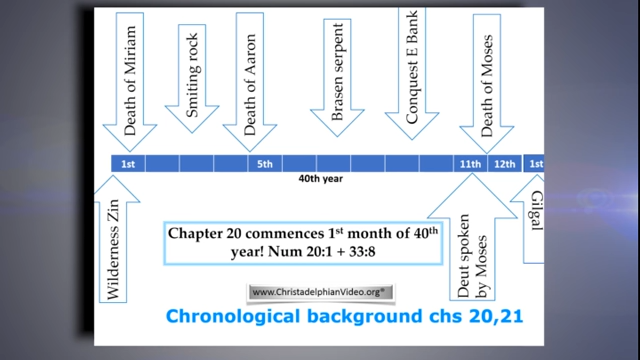 Death of Miriam
Smiting rock
Death of Aaron
Brasen serpent
Conquest E Bank
Death of Moses
1st
5th
11th
12th
1st
40th year
Wilderness Zin
Chapter 20 commences 1st month of 40th
year! Num 20:1 + 33:8
Deut spoken
by Moses
Gilgal
www.ChristadelphianVideo.org®
Chronological background chs 20,21